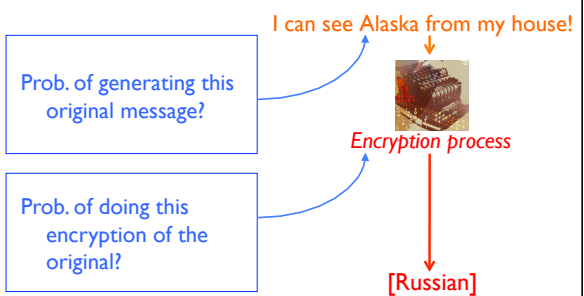 I can see Alaska from my house!
Prob. of generating this
original message?
Encryption process
Prob. of doing this
encryption of the
original?
[Russian]